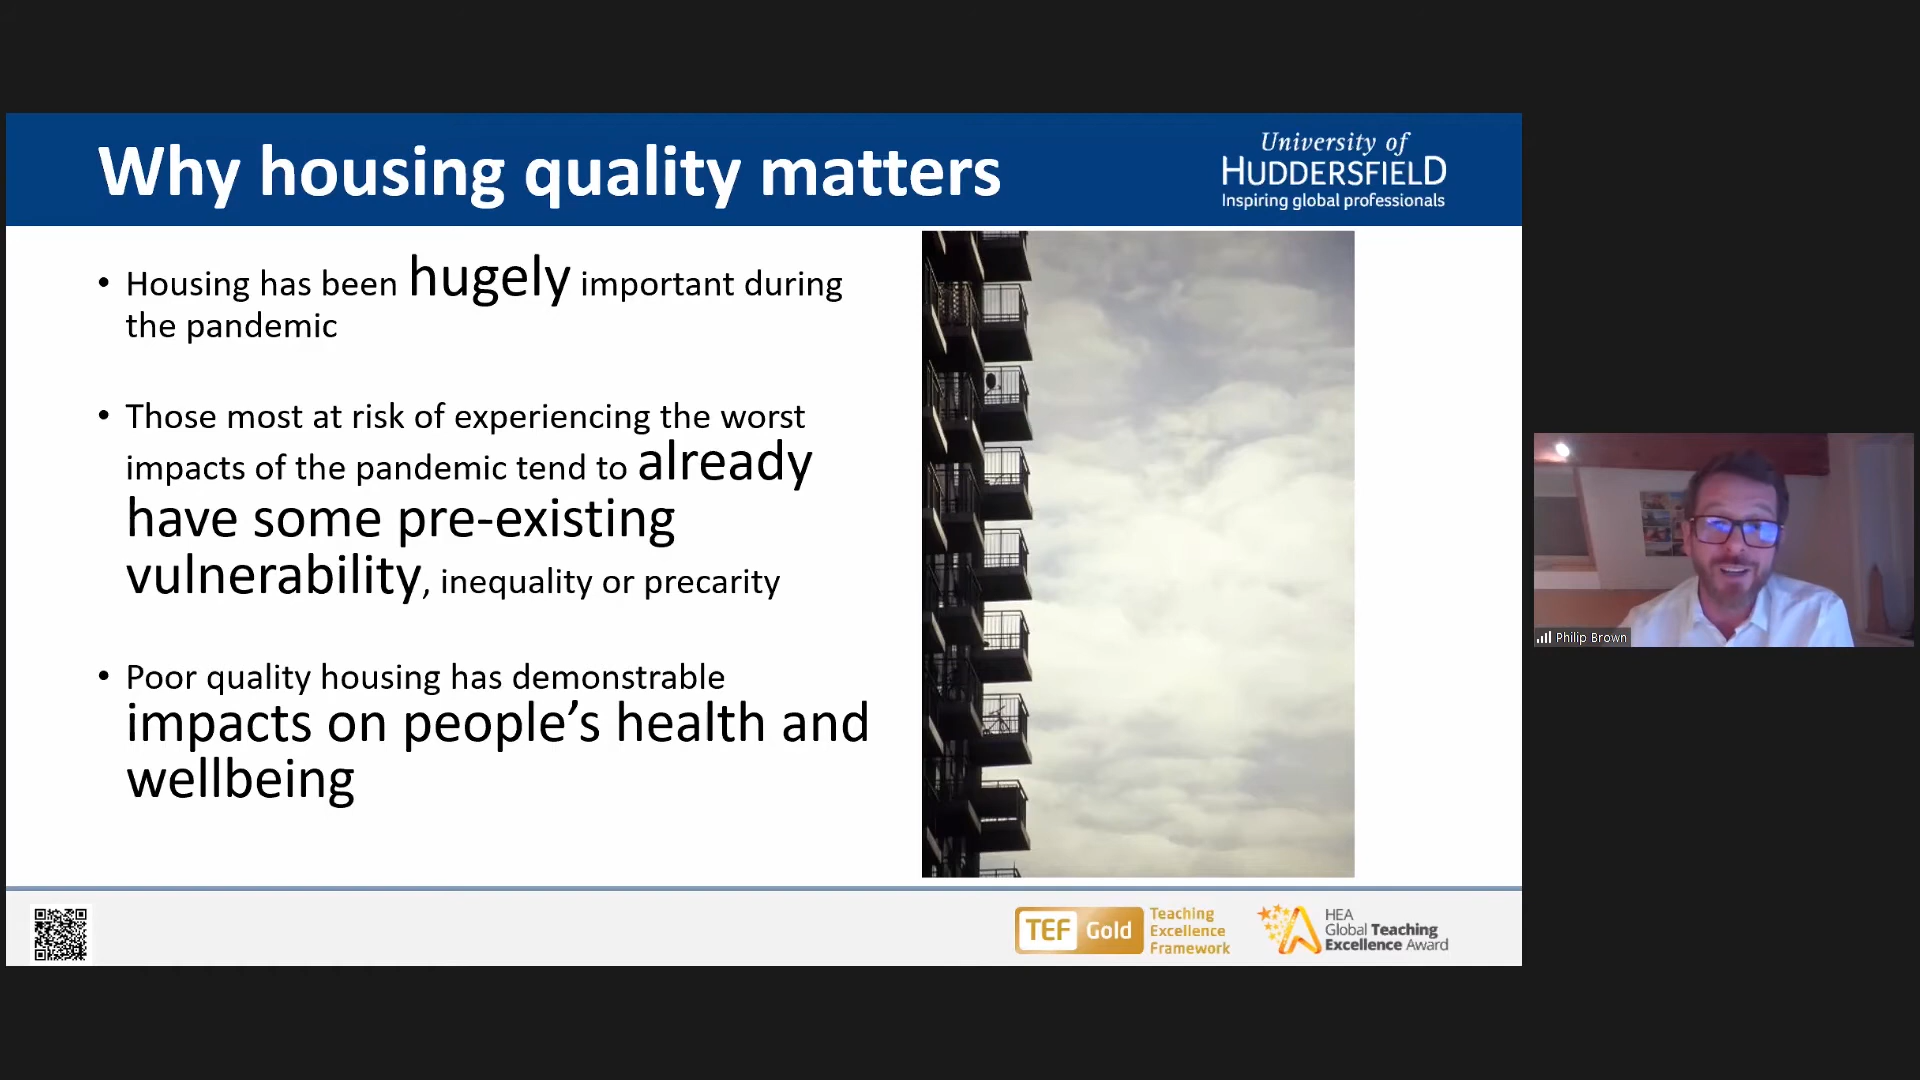 Why housing quality matters
University of
HUDDERSFIELD
Inspiring global professionals
• Housing has been hugely important during
the pandemic
• Those most at risk of experiencing the worst
impacts of the pandemic tend to already
have some pre-existing
vulnerability, inequality or precarity
• Poor quality housing has demonstrable
impacts on people’s health and
wellbeing
Philip Brown
TEF Gold
Teaching
Excellence
Framework
HEA
Global Teaching
Excellence Award